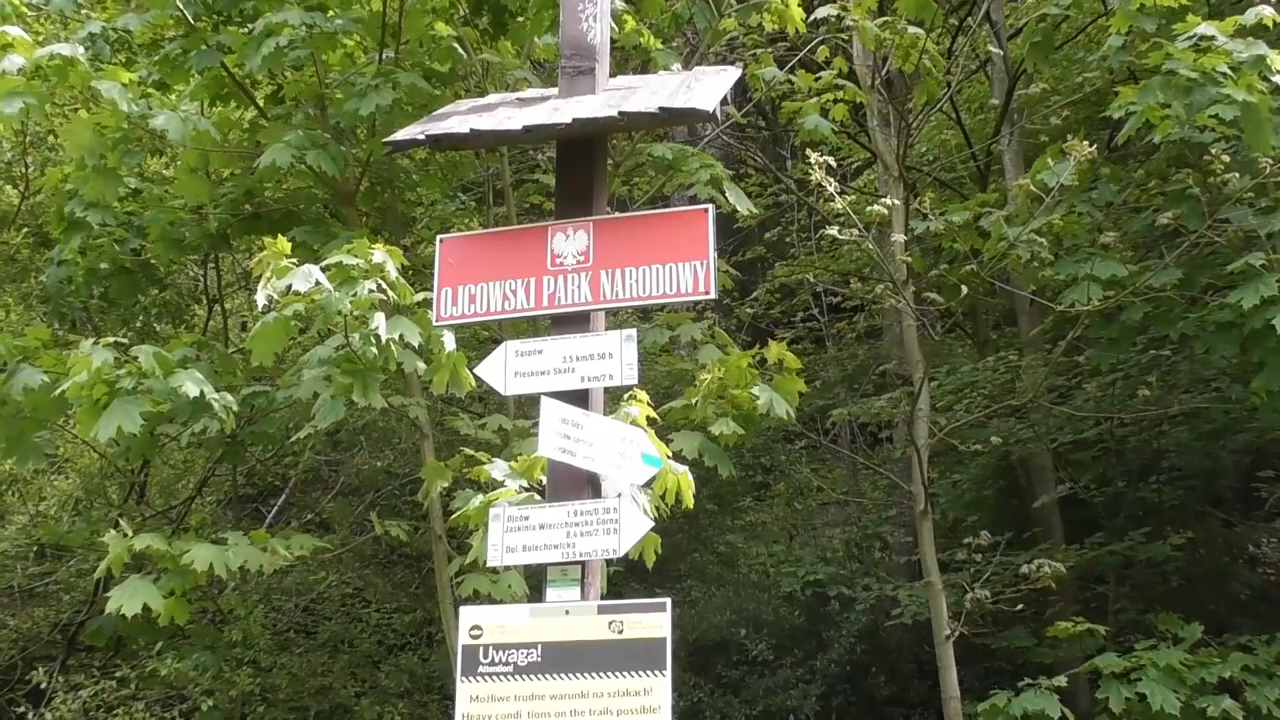 OJCOWSKI PARK NARODOWY
Sąspów
3,5 km/0.50 h
Pieskowa Skała
8 km/2 h
Ojców 1,9 km/0.30 h
Jaskinia Wierzchowska Górna
8,4 km/2.10 h
Dol. Bolechowicka
13,5 km/3.25 h
Uwaga!
Attention!
Możliwe trudne warunki na szlakach!
Heavy condi tions on the trails possible!